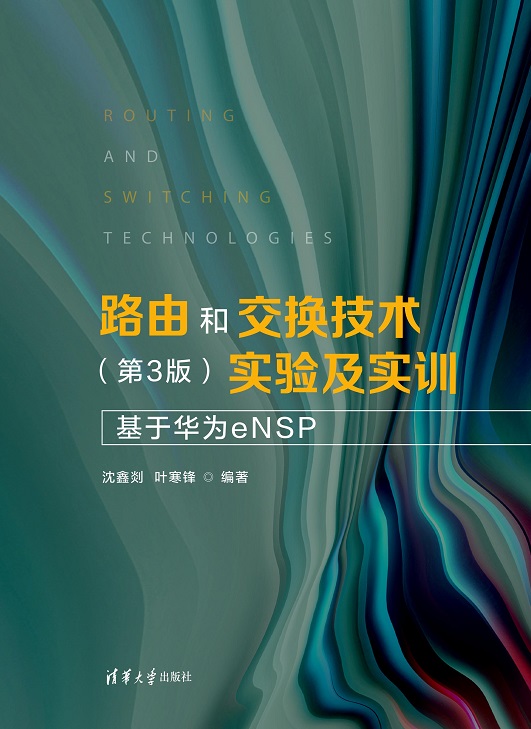 ROUTING
AND
SWITCHING
TECHNOLOGIES
路由和交换技术
（第3版）实验及实训
基于华为eNSP
沈鑫剡 叶寒锋 ◎ 编著
清华大学出版社